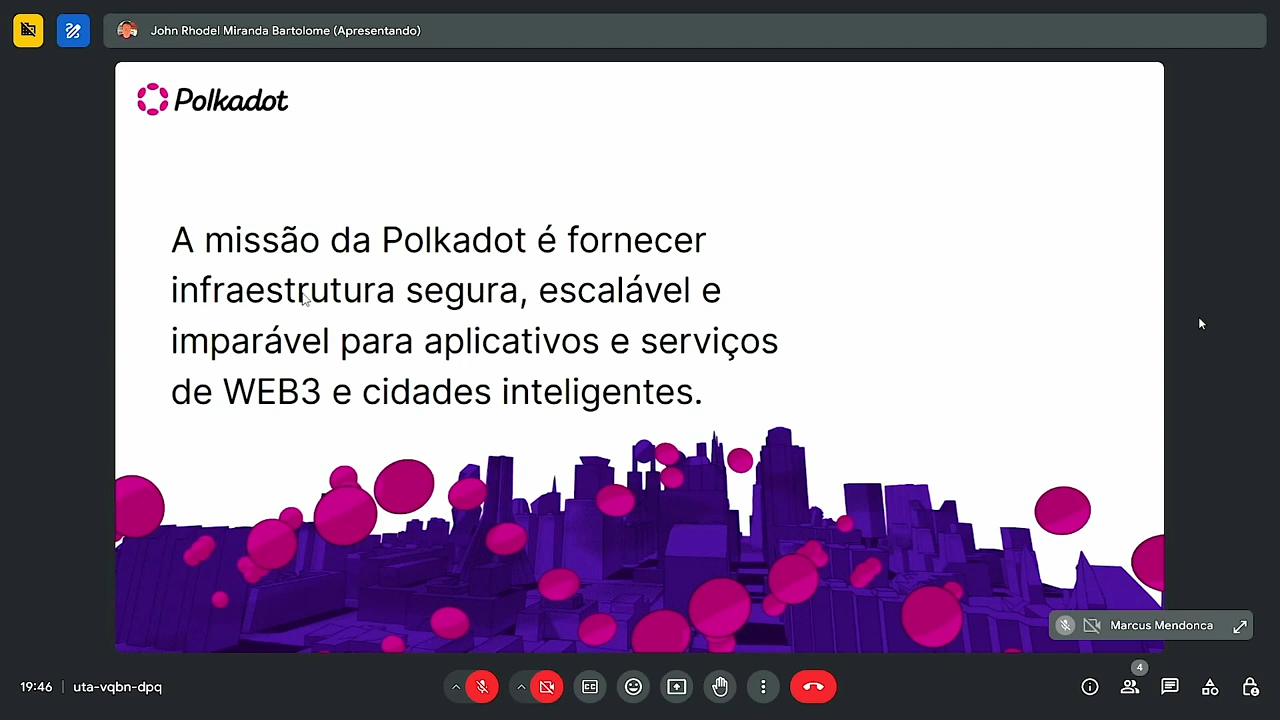 John Rhodel Miranda Bartolome (Apresentando)
Polkadot
A missão da Polkadot é fornecer
infraestrutura segura, escalável e
imparável para aplicativos e serviços
de WEB3 e cidades inteligentes.
Marcus Mendonca
19:46 | uta-vqbn-dpq
4